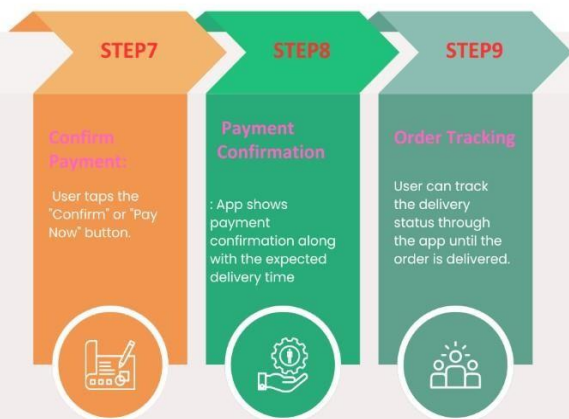 STEP7
Confirm
Payment:
User taps the
"Confirm" or "Pay
Now" button.
STEP8
Payment
Confirmation
: App shows
payment
confirmation along
with the expected
delivery time
STEP9
Order Tracking
User can track
the delivery
status through
the app until the
order is delivered.